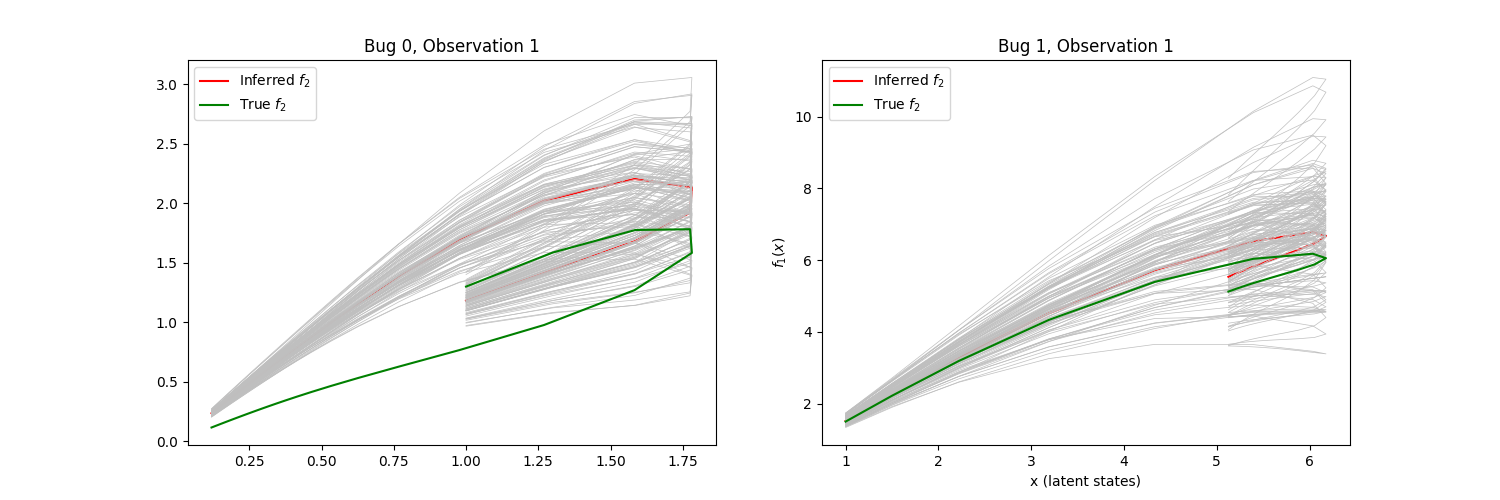 Bug 0, Observation 1
Inferred f₂
True f₂
3.0
2.5
2.0
1.5
1.0
0.5
0.0
0.25 0.50 0.75 1.00 1.25 1.50 1.75
Bug 1, Observation 1
Inferred f₂
True f₂
f₁(x)
10
8
6
4
2
1 2 3 4 5 6
x (latent states)